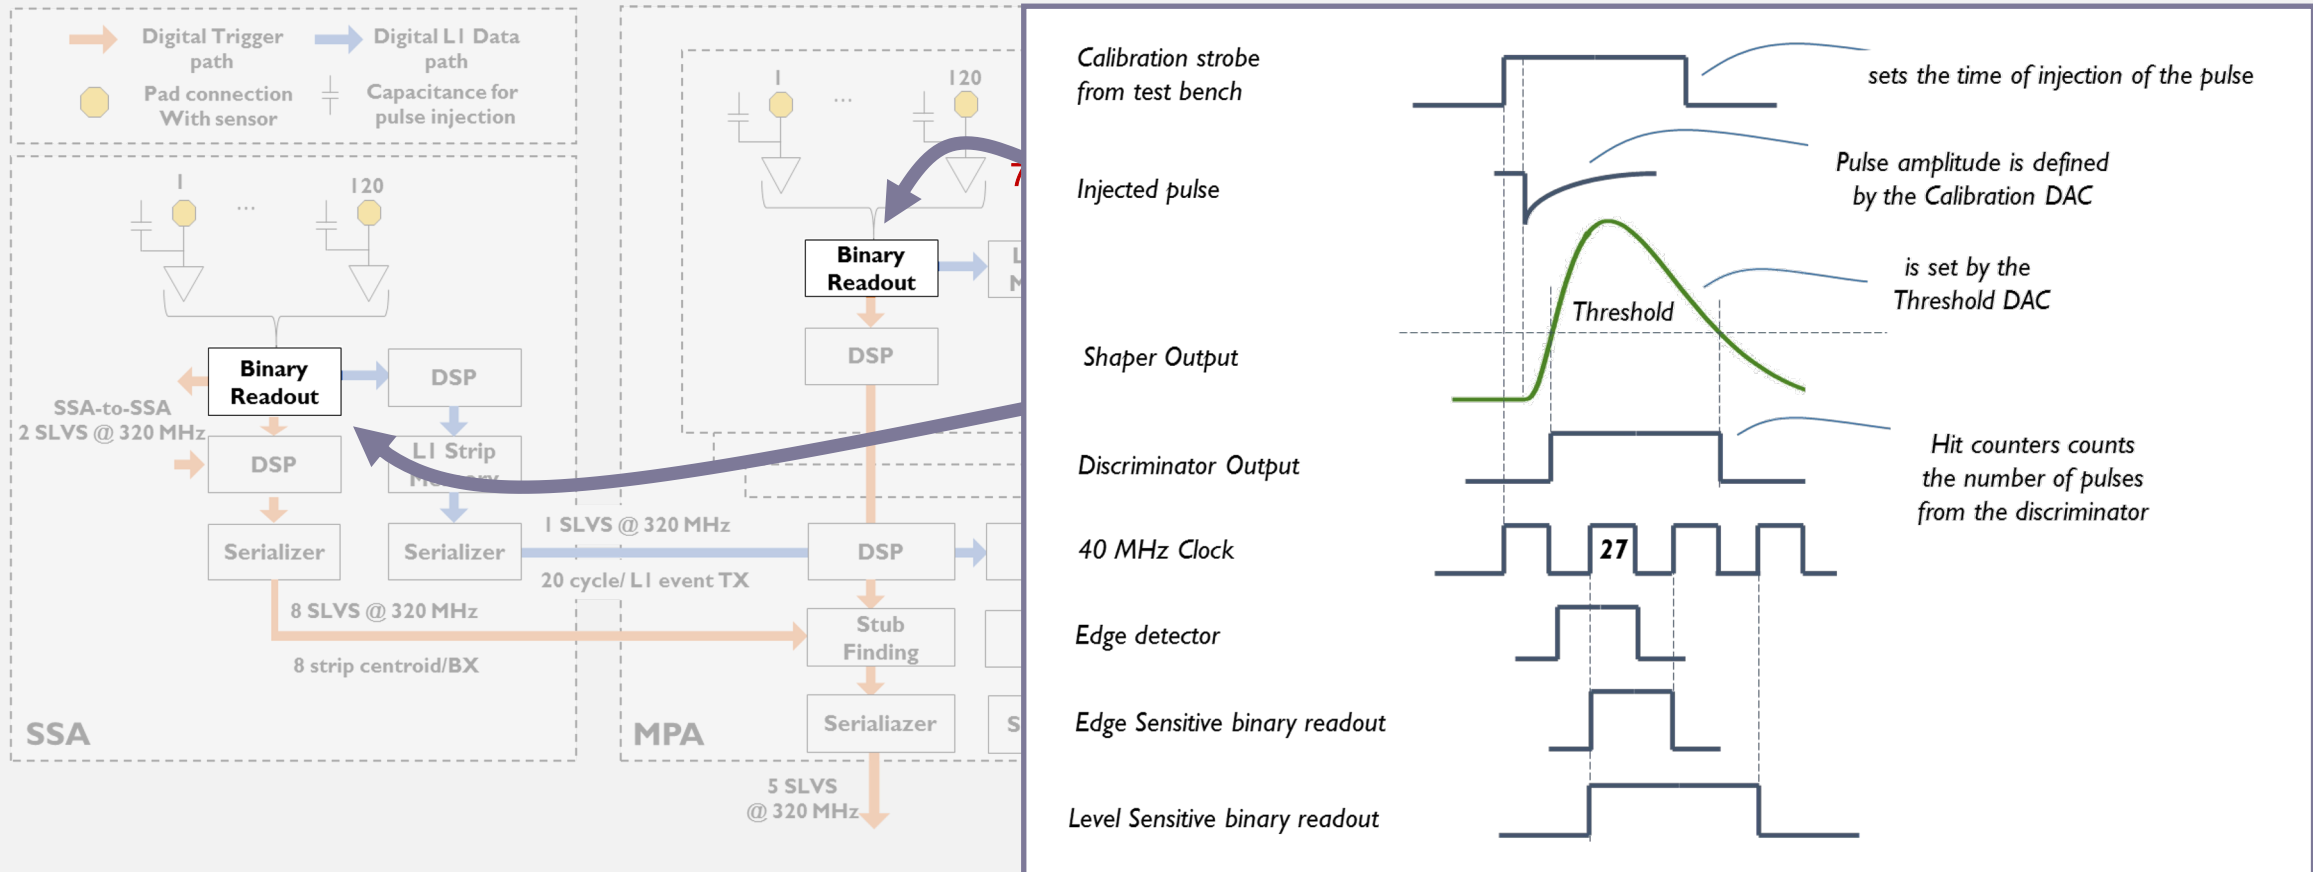 Digital Trigger
path
Digital L1 Data
path
Pad connection
With sensor
Capacitance for
pulse injection
1
...
120
Binary
Readout
DSP
SSA-to-SSA
2 SLVS @ 320 MHz
DSP
L1 Strip
Memory
Serializer
Serializer
8 SLVS @ 320 MHz
8 strip centroid/BX
SSA
1 SLVS @ 320 MHz
20 cycle/ L1 event TX
1
...
120
7
Binary
Readout
L
M
DSP
DSP
Stub
Finding
Serialiazer
S
MPA
5 SLVS
@ 320 MHz
Calibration strobe
from test bench
sets the time of injection of the pulse
Injected pulse
Pulse amplitude is defined
by the Calibration DAC
is set by the
Threshold DAC
Threshold
Shaper Output
Discriminator Output
Hit counters counts
the number of pulses
from the discriminator
40 MHz Clock
27
Edge detector
Edge Sensitive binary readout
Level Sensitive binary readout